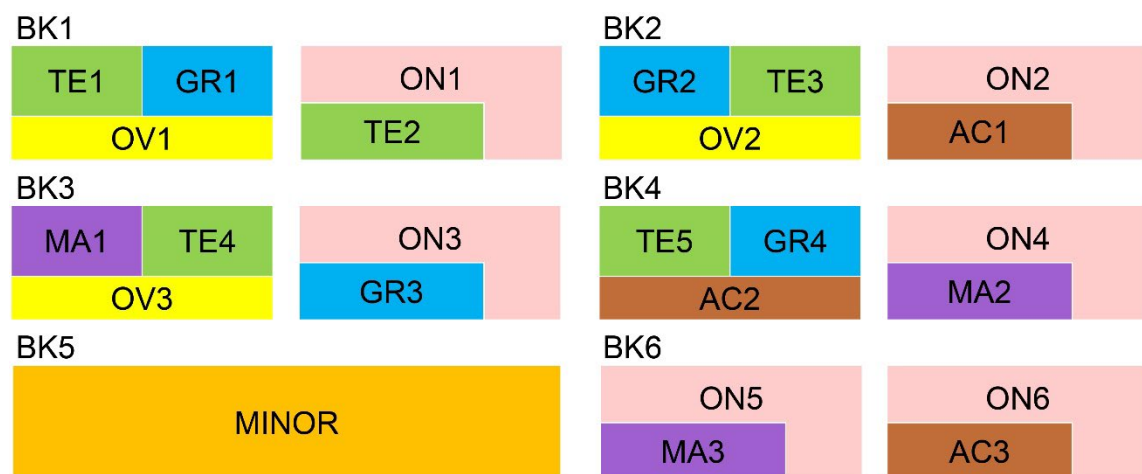 BK1
BK2
TE1 GR1
ON1
GR2 TE3
ON2
OV1
TE2
OV2
AC1
BK3
BK4
MA1 TE4
ON3
TE5 GR4
ON4
OV3
GR3
AC2
MA2
BK5
BK6
MINOR
ON5
ON6
MA3
AC3